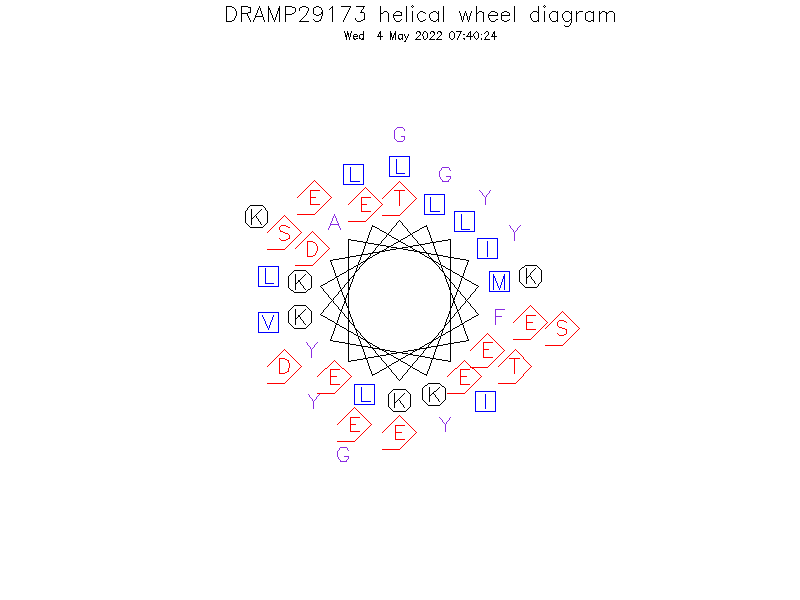 DRAMP29173 helical wheel diagram
Wed 4 May 2022 07:40:24
G
L L G
E E T L L Y
K S A D I Y
L K M K
V K F E S
Y E
D E E T
Y L K K I
E E Y
G